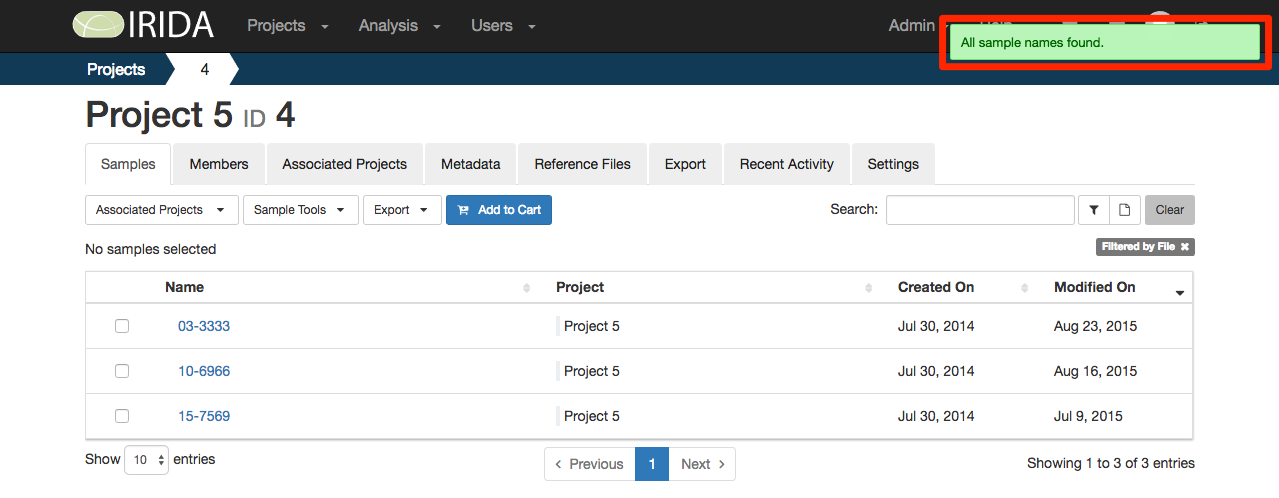 IRIDA Projects Analysis Users Admin Help
All sample names found.
Projects 4
Project 5 ID 4
Samples Members Associated Projects Metadata Reference Files Export Recent Activity Settings
Associated Projects Sample Tools Export Add to Cart Search: Clear
No samples selected Filtered by File ×
Name Project Created On Modified On
03-3333 Project 5 Jul 30, 2014 Aug 23, 2015
10-6966 Project 5 Jul 30, 2014 Aug 16, 2015
15-7569 Project 5 Jul 30, 2014 Jul 9, 2015
Show 10 entries ‹ Previous 1 Next › Showing 1 to 3 of 3 entries